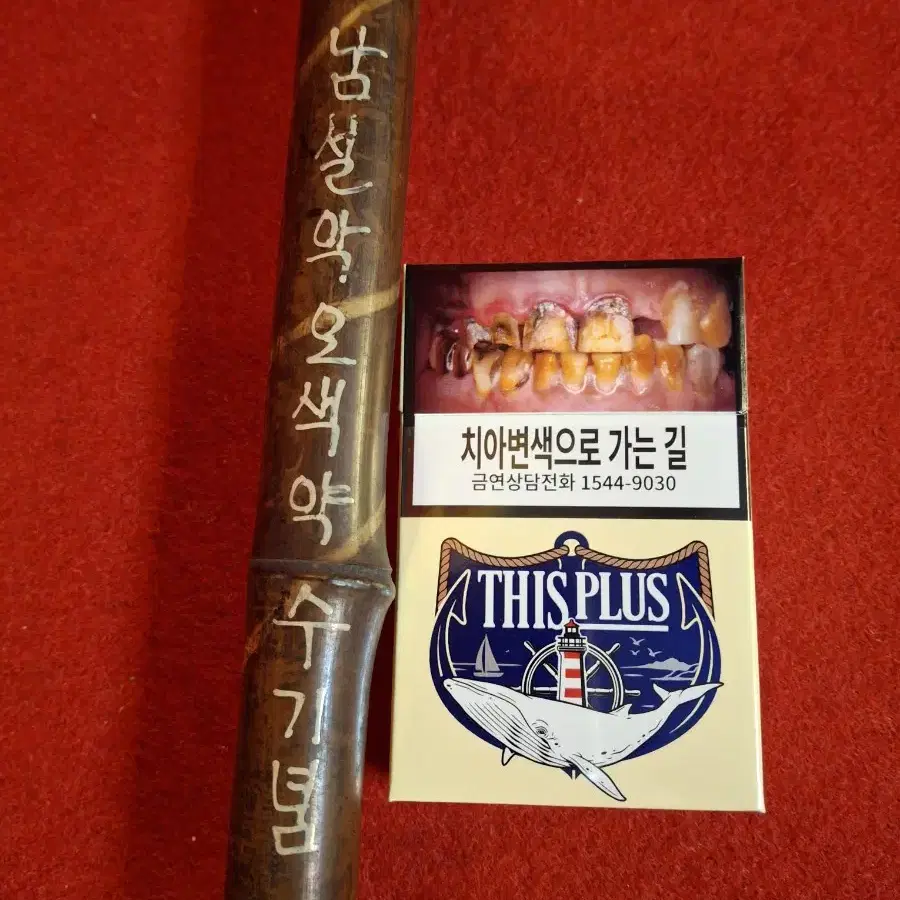 남설악.오색약수기념
치아변색으로 가는 길
금연상담전화 1544-9030
THIS PLUS